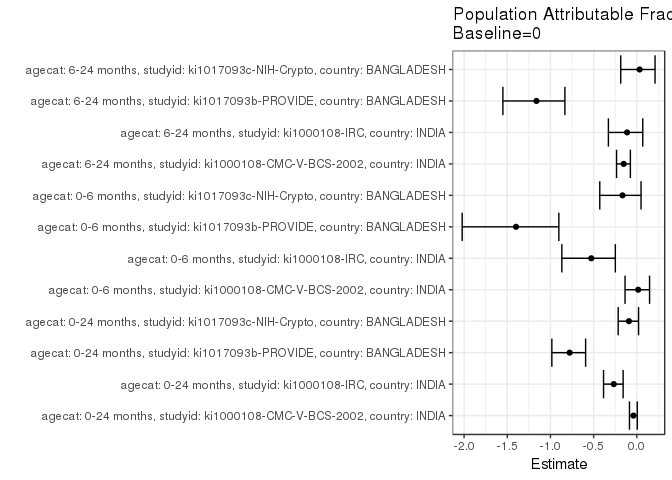 Population Attributable Frac
Baseline=0
agecat: 6-24 months, studyid: ki1017093c-NIH-Crypto, country: BANGLADESH
agecat: 6-24 months, studyid: ki1017093b-PROVIDE, country: BANGLADESH
agecat: 6-24 months, studyid: ki1000108-IRC, country: INDIA
agecat: 6-24 months, studyid: ki1000108-CMC-V-BCS-2002, country: INDIA
agecat: 0-6 months, studyid: ki1017093c-NIH-Crypto, country: BANGLADESH
agecat: 0-6 months, studyid: ki1017093b-PROVIDE, country: BANGLADESH
agecat: 0-6 months, studyid: ki1000108-IRC, country: INDIA
agecat: 0-6 months, studyid: ki1000108-CMC-V-BCS-2002, country: INDIA
agecat: 0-24 months, studyid: ki1017093c-NIH-Crypto, country: BANGLADESH
agecat: 0-24 months, studyid: ki1017093b-PROVIDE, country: BANGLADESH
agecat: 0-24 months, studyid: ki1000108-IRC, country: INDIA
agecat: 0-24 months, studyid: ki1000108-CMC-V-BCS-2002, country: INDIA
-2.0 -1.5 -1.0 -0.5 0.0
Estimate